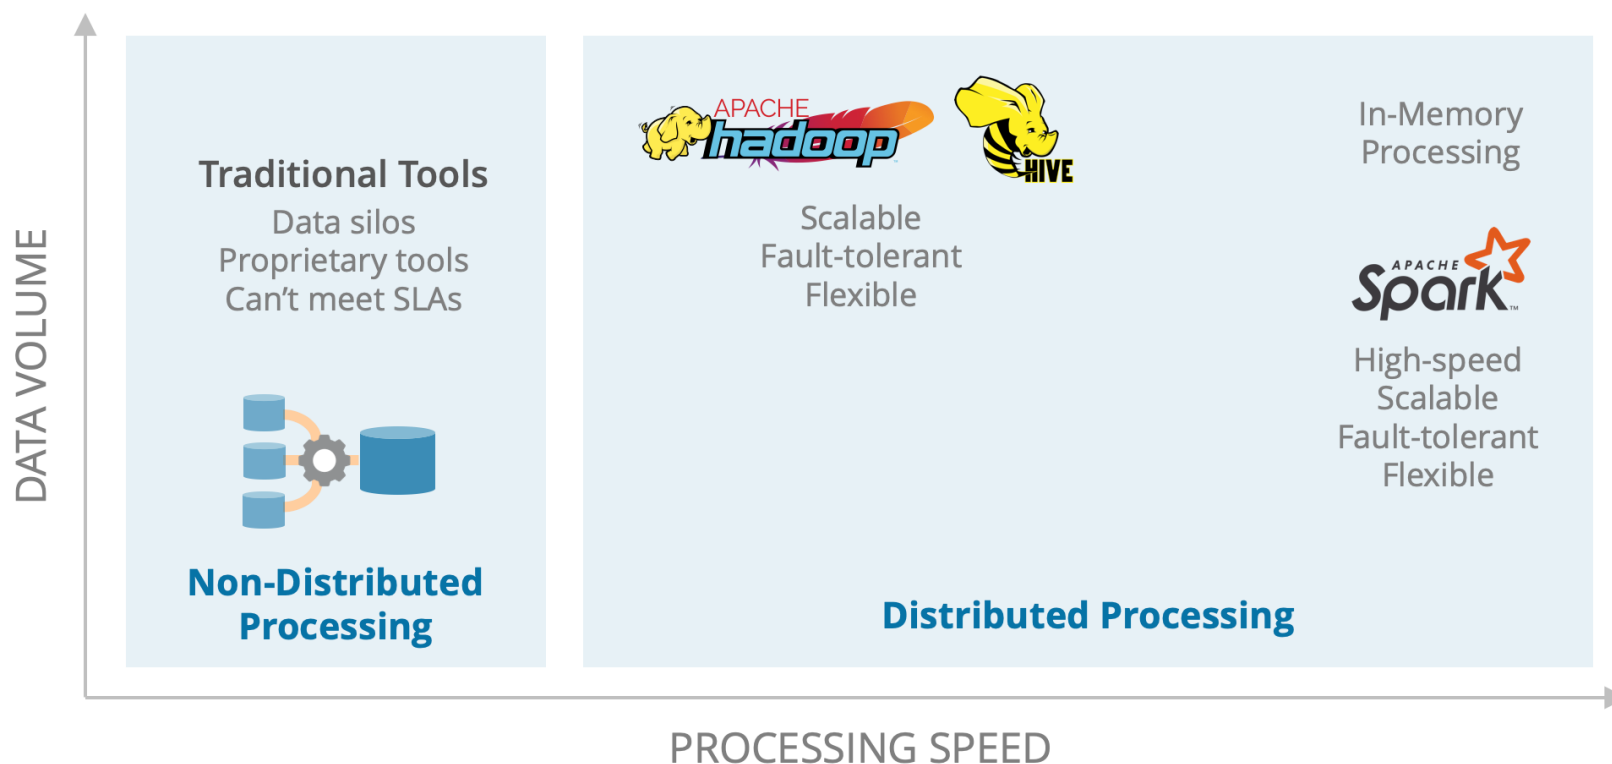 DATA VOLUME
Traditional Tools
Data silos
Proprietary tools
Can’t meet SLAs
Non-Distributed
Processing
APACHE
hadoop
HIVE
Scalable
Fault-tolerant
Flexible
In-Memory
Processing
APACHE
Spark™
High-speed
Scalable
Fault-tolerant
Flexible
Distributed Processing
PROCESSING SPEED